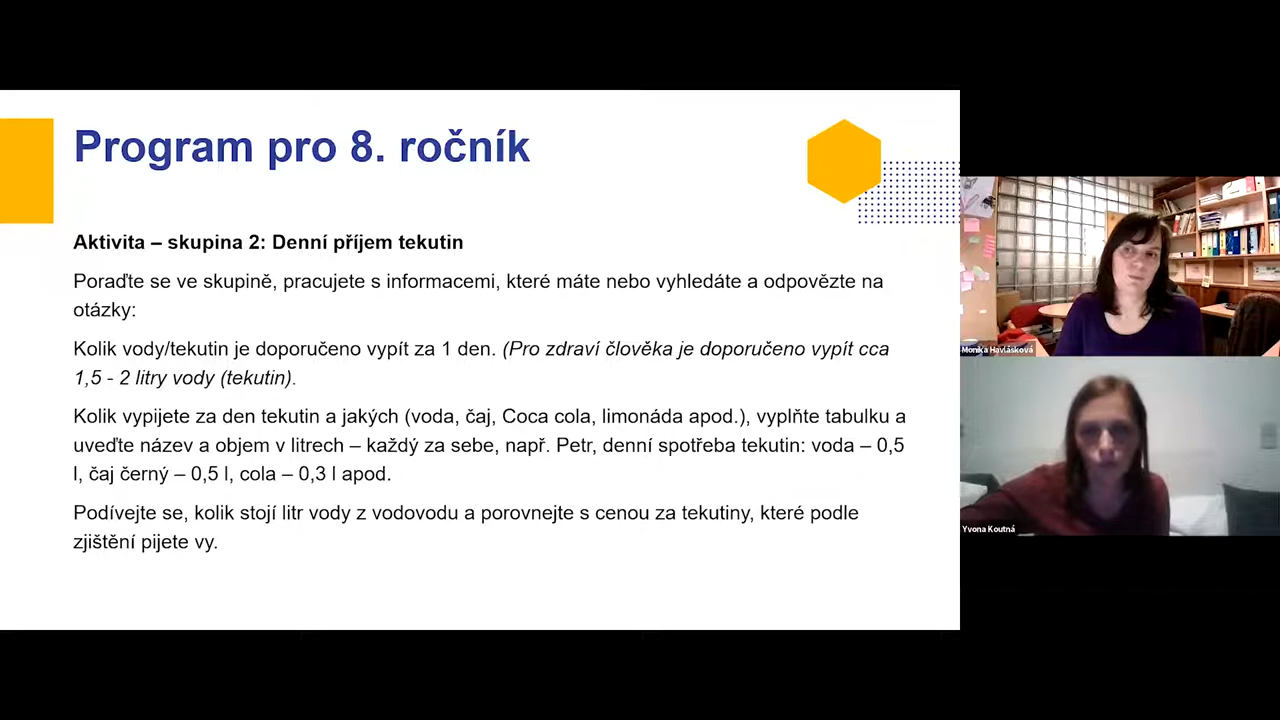 Program pro 8. ročník
Aktivita – skupina 2: Denní příjem tekutin
Poraďte se ve skupině, pracujete s informacemi, které máte nebo vyhledáte a odpovězte na
otázky:
Kolik vody/tekutin je doporučeno vypít za 1 den. (Pro zdraví člověka je doporučeno vypít cca
1,5 - 2 litry vody (tekutin).
Kolik vypijete za den tekutin a jakých (voda, čaj, Coca cola, limonáda apod.), vyplňte tabulku a
uveďte název a objem v litrech – každý za sebe, např. Petr, denní spotřeba tekutin: voda – 0,5
l, čaj černý – 0,5 l, cola – 0,3 l apod.
Podívejte se, kolik stojí litr vody z vodovodu a porovnejte s cenou za tekutiny, které podle
zjištění pijete vy.
Monika Havlásková
Yvona Koutná